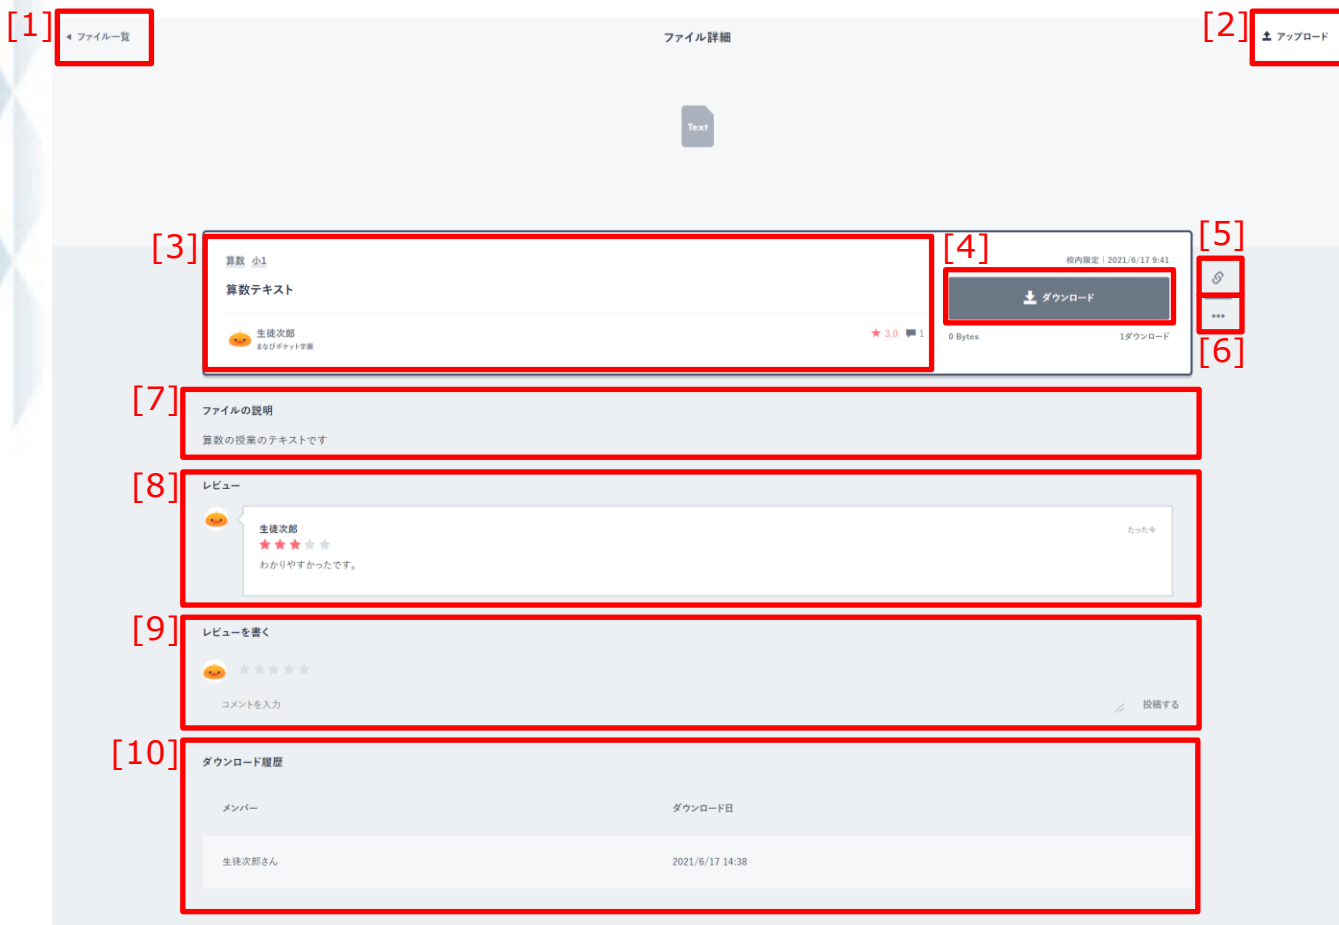 [1]
ファイル一覧
ファイル詳細
[2]
アップロード
Text
[3]
算数 小1
算数テキスト
生徒次郎
まなびポケット学園
3.0 1
[4]
校内限定 | 2021/6/17 9:41
ダウンロード
0 Bytes
1ダウンロード
[5]
[6]
[7]
ファイルの説明
算数の授業のテキストです
[8]
レビュー
生徒次郎
たった今
わかりやすかったです。
[9]
レビューを書く
コメントを入力
投稿する
[10]
ダウンロード履歴
メンバー ダウンロード日
生徒次郎さん 2021/6/17 14:38